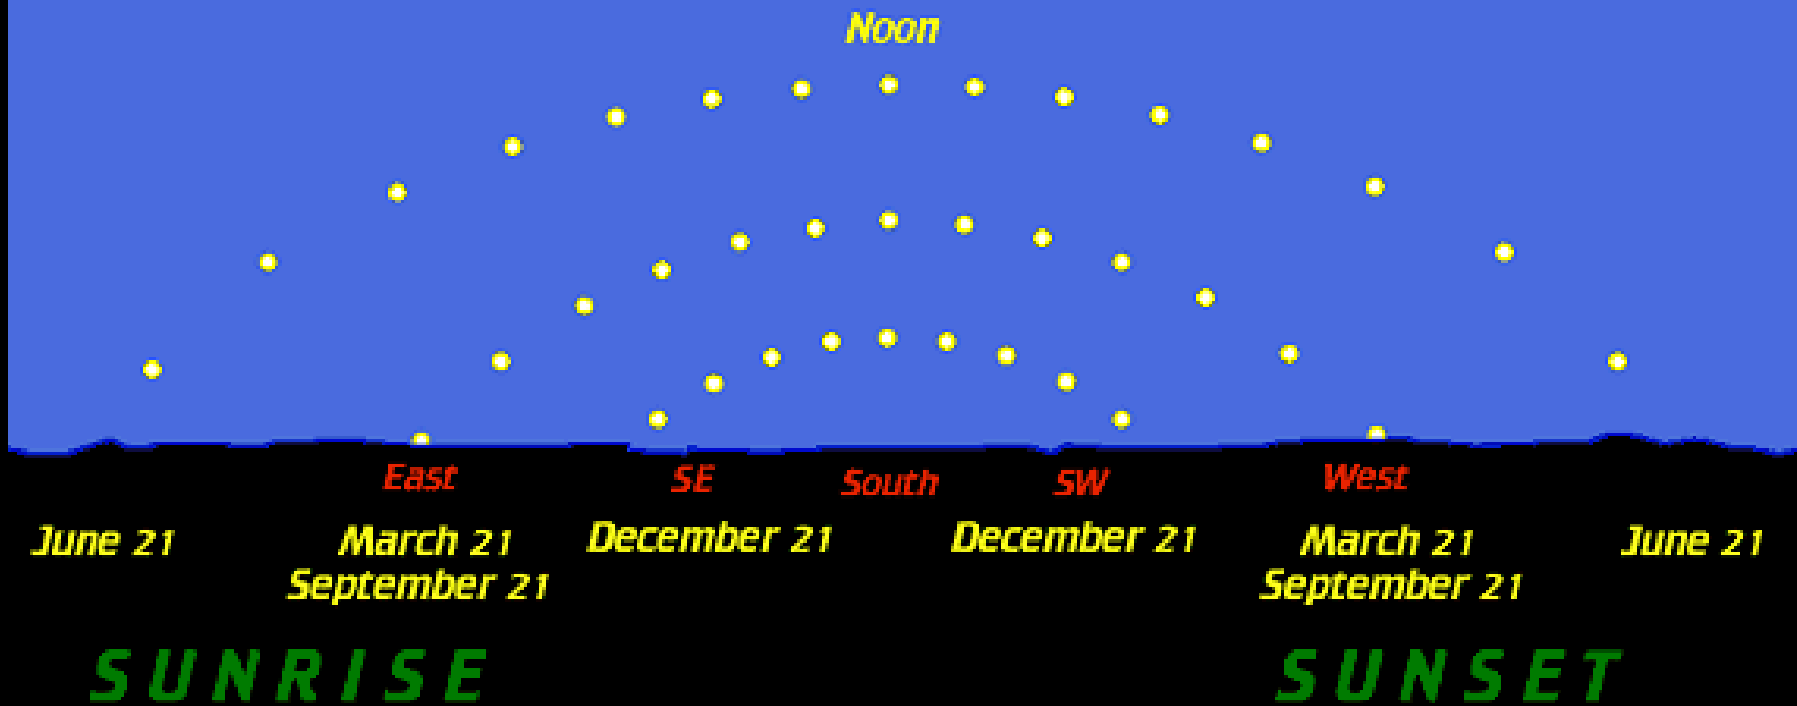 Noon
East SE South SW West
June 21 March 21 December 21 December 21 March 21 June 21
September 21 September 21
SUNRISE SUNSET